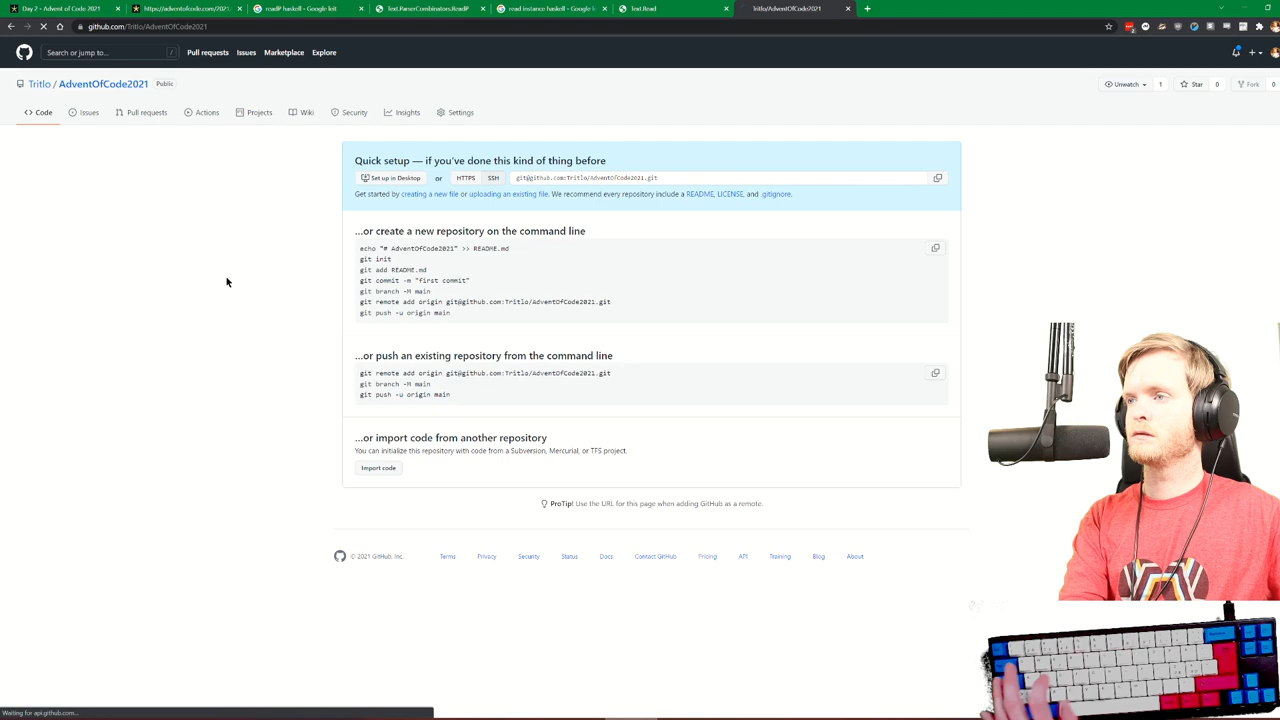 Day 2 - Advent of Code 2021
https://adventofcode.com/2021
readP haskell - Google leit
Text.ParserCombinators.ReadP
read instance haskell - Google l
Text.Read
Tritlo/AdventOfCode2021
github.com/Tritlo/AdventOfCode2021
Search or jump to...
/
Pull requests
Issues
Marketplace
Explore
Tritlo / AdventOfCode2021
Public
Unwatch
1
Star
0
Fork
0
Code
Issues
Pull requests
Actions
Projects
Wiki
Security
Insights
Settings
Quick setup — if you've done this kind of thing before
Set up in Desktop
or
HTTPS
SSH
git@github.com:Tritlo/AdventOfCode2021.git
Get started by creating a new file or uploading an existing file. We recommend every repository include a README, LICENSE, and .gitignore.
...or create a new repository on the command line
echo "# AdventOfCode2021" >> README.md
git init
git add README.md
git commit -m "first commit"
git branch -M main
git remote add origin git@github.com:Tritlo/AdventOfCode2021.git
git push -u origin main
...or push an existing repository from the command line
git remote add origin git@github.com:Tritlo/AdventOfCode2021.git
git branch -M main
git push -u origin main
...or import code from another repository
You can initialize this repository with code from a Subversion, Mercurial, or TFS project.
Import code
ProTip! Use the URL for this page when adding GitHub as a remote.
© 2021 GitHub, Inc.
Terms
Privacy
Security
Status
Docs
Contact GitHub
Pricing
API
Training
Blog
About
Waiting for api.github.com...